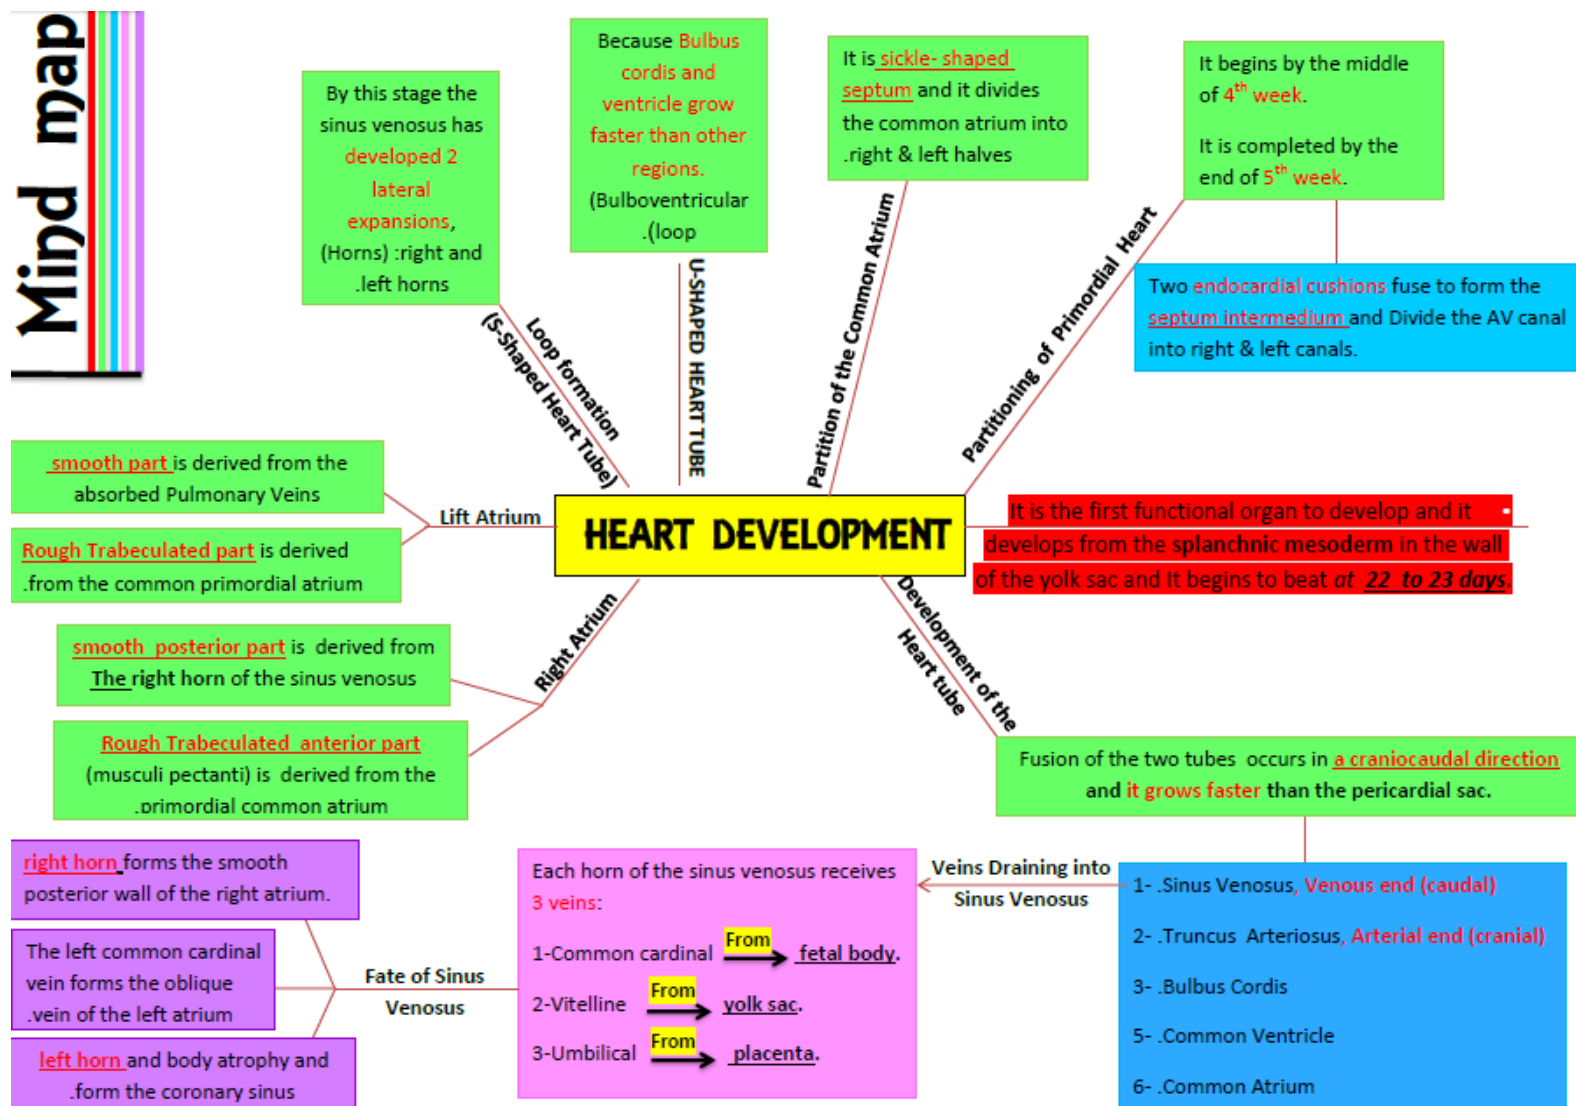 Mind map
By this stage the
sinus venosus has
developed 2
lateral
expansions,
(Horns) :right and
.left horns
Because Bulbus
cordis and
ventricle grow
faster than other
regions.
(Bulboventricular
.(loop
It is sickle- shaped
septum and it divides
the common atrium into
.right & left halves
It begins by the middle
of 4th week.
It is completed by the
end of 5th week.
Two endocardial cushions fuse to form the
septum intermedium and Divide the AV canal
into right & left canals.
Loop formation
(S-Shaped Heart Tube)
U-SHAPED HEART TUBE
Partition of the Common Atrium
Partitioning of Primordial Heart
smooth part is derived from the
absorbed Pulmonary Veins
Rough Trabeculated part is derived
.from the common primordial atrium
Lift Atrium
HEART DEVELOPMENT
It is the first functional organ to develop and it •
develops from the splanchnic mesoderm in the wall
of the yolk sac and It begins to beat at 22 to 23 days.
smooth posterior part is derived from
The right horn of the sinus venosus
Rough Trabeculated anterior part
(musculi pectanti) is derived from the
.primordial common atrium
Right Atrium
Development of the
Heart tube
Fusion of the two tubes occurs in a craniocaudal direction
and it grows faster than the pericardial sac.
1- .Sinus Venosus, Venous end (caudal)
2- .Truncus Arteriosus, Arterial end (cranial)
3- .Bulbus Cordis
5- .Common Ventricle
6- .Common Atrium
Veins Draining into
Sinus Venosus
Each horn of the sinus venosus receives
3 veins:
1-Common cardinal From fetal body.
2-Vitelline From yolk sac.
3-Umbilical From placenta.
Fate of Sinus
Venosus
right horn forms the smooth
posterior wall of the right atrium.
The left common cardinal
vein forms the oblique
.vein of the left atrium
left horn and body atrophy and
.form the coronary sinus